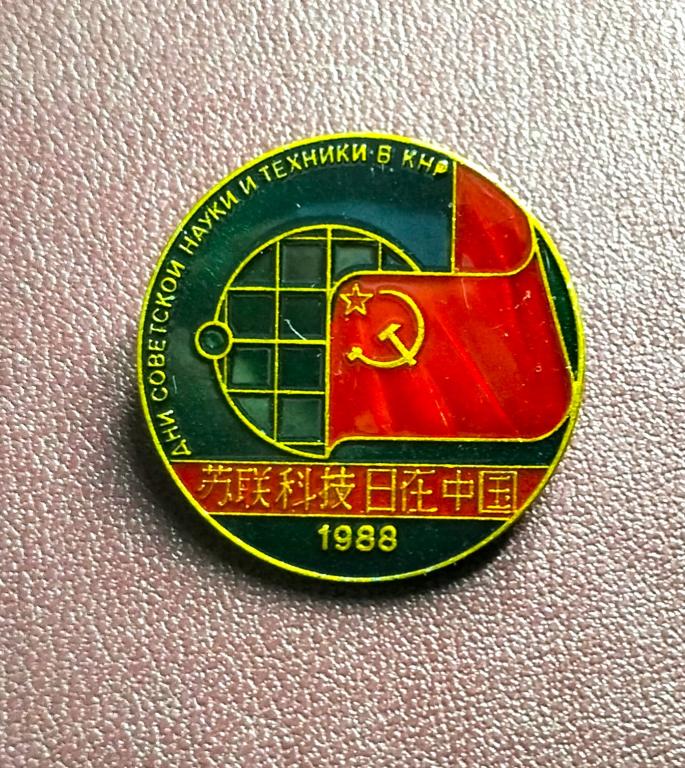 ДНИ СОВЕТСКОЙ НАУКИ И ТЕХНИКИ В КНР
苏联科技日在中国
1988